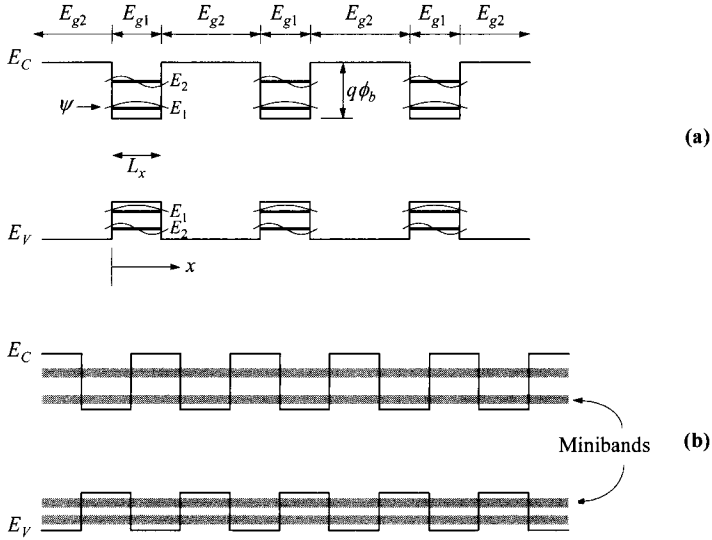 E_g2 E_g1 E_g2 E_g1 E_g2 E_g1 E_g2
E_C
E_2
qϕ_b
ψ
E_1
(a)
L_x
E_1
E_2
E_V
x
E_C
Minibands
(b)
E_V